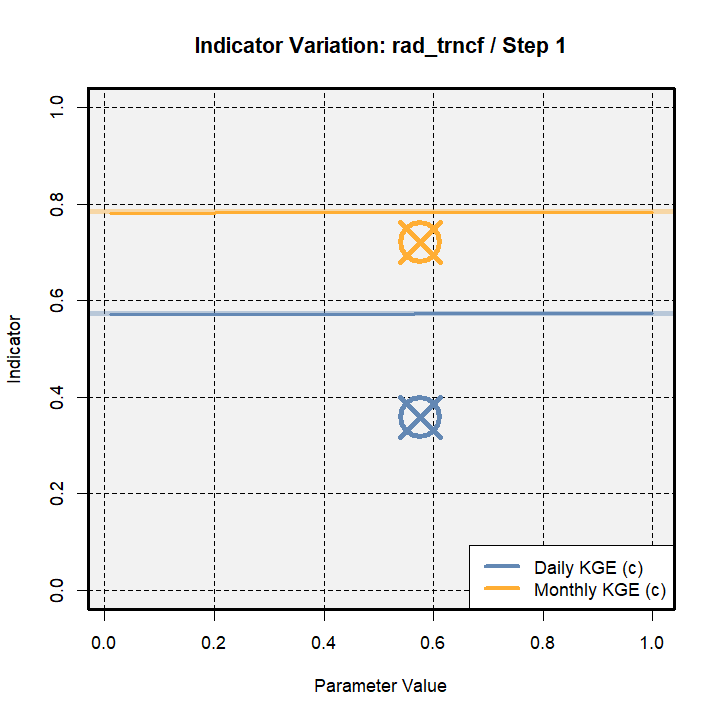 Indicator Variation: rad_trncf / Step 1
Indicator
1.0
0.8
0.6
0.4
0.2
0.0
Daily KGE (c)
Monthly KGE (c)
0.0 0.2 0.4 0.6 0.8 1.0
Parameter Value